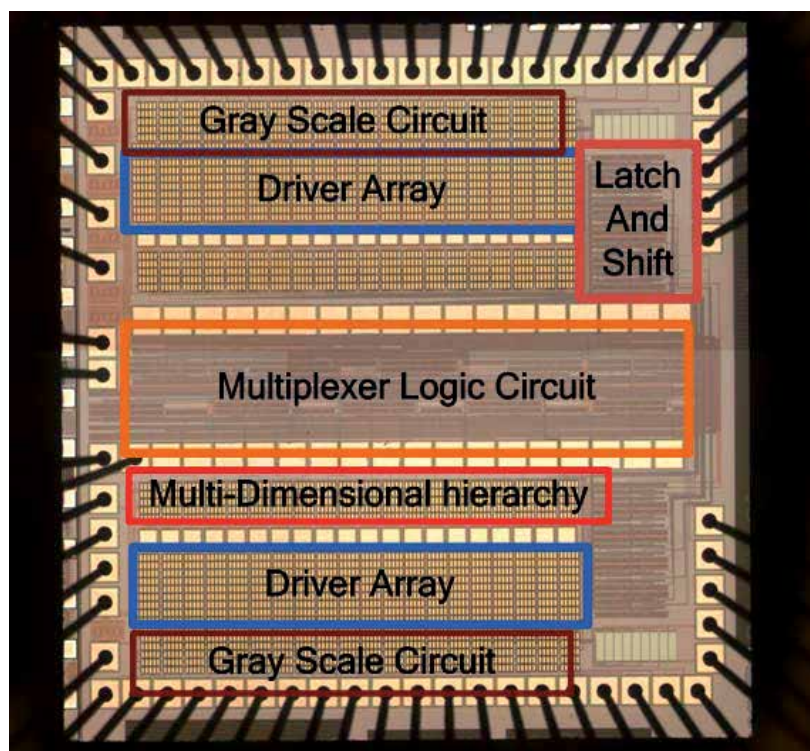 Gray Scale Circuit
Driver Array
Latch
And
Shift
Multiplexer Logic Circuit
Multi-Dimensional hierarchy
Driver Array
Gray Scale Circuit